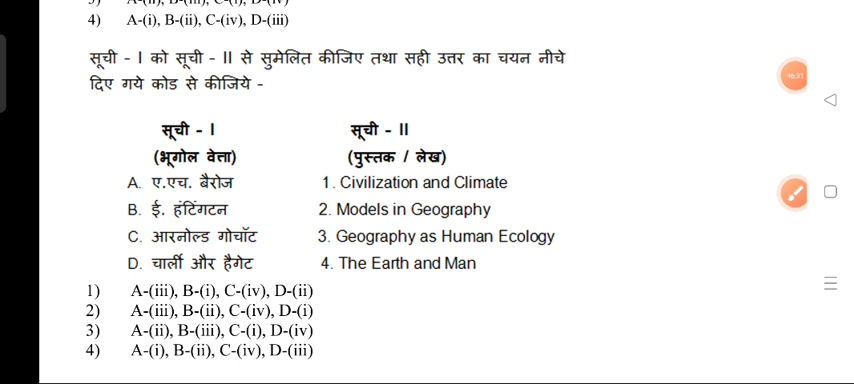 4) A-(i), B-(ii), C-(iv), D-(iii)
सूची - I को सूची - II से सुमेलित कीजिए तथा सही उत्तर का चयन नीचे
दिए गये कोड से कीजिये -
सूची - I सूची - II
(भूगोल वेत्ता) (पुस्तक / लेख)
A. ए.एच. बैरोज 1. Civilization and Climate
B. ई. हंटिंगटन 2. Models in Geography
C. आरनोल्ड गोचॉट 3. Geography as Human Ecology
D. चार्ली और हैगेट 4. The Earth and Man
1) A-(iii), B-(i), C-(iv), D-(ii)
2) A-(iii), B-(ii), C-(iv), D-(i)
3) A-(ii), B-(iii), C-(i), D-(iv)
4) A-(i), B-(ii), C-(iv), D-(iii)